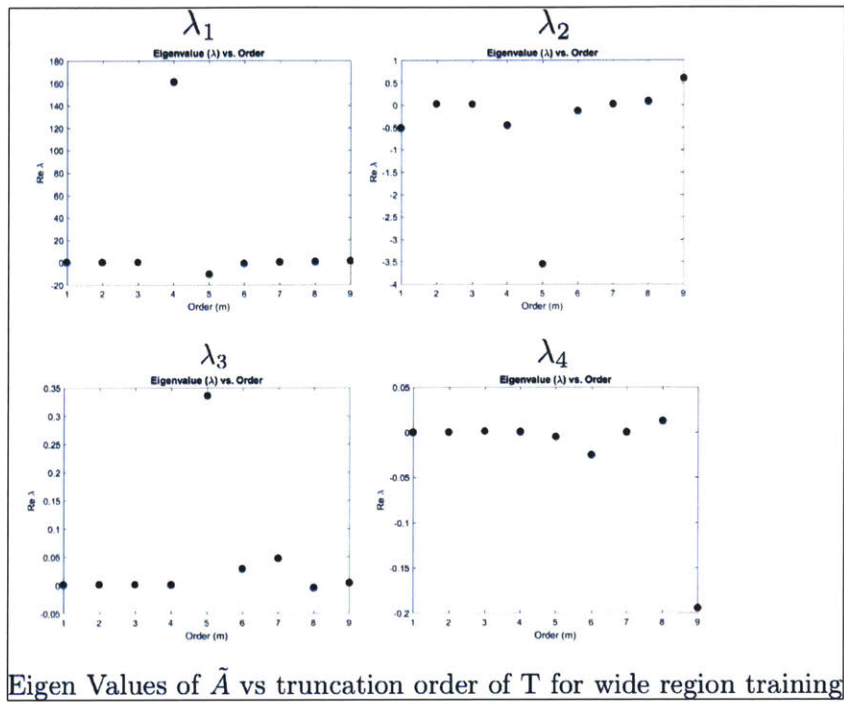 λ₁
Eigenvalue (λ) vs. Order
180
160
140
120
100
80
60
40
20
0
-20
Re λ
1 2 3 4 5 6 7 8 9
Order (m)
λ₂
Eigenvalue (λ) vs. Order
1
0.5
0
-0.5
-1
-1.5
-2
-2.5
-3
-3.5
-4
Re λ
1 2 3 4 5 6 7 8 9
Order (m)
λ₃
Eigenvalue (λ) vs. Order
0.35
0.3
0.25
0.2
0.15
0.1
0.05
0
-0.05
Re λ
1 2 3 4 5 6 7 8 9
Order (m)
λ₄
Eigenvalue (λ) vs. Order
0.05
0
-0.05
-0.1
-0.15
-0.2
Re λ
1 2 3 4 5 6 7 8 9
Order (m)
Eigen Values of Ã vs truncation order of T for wide region training